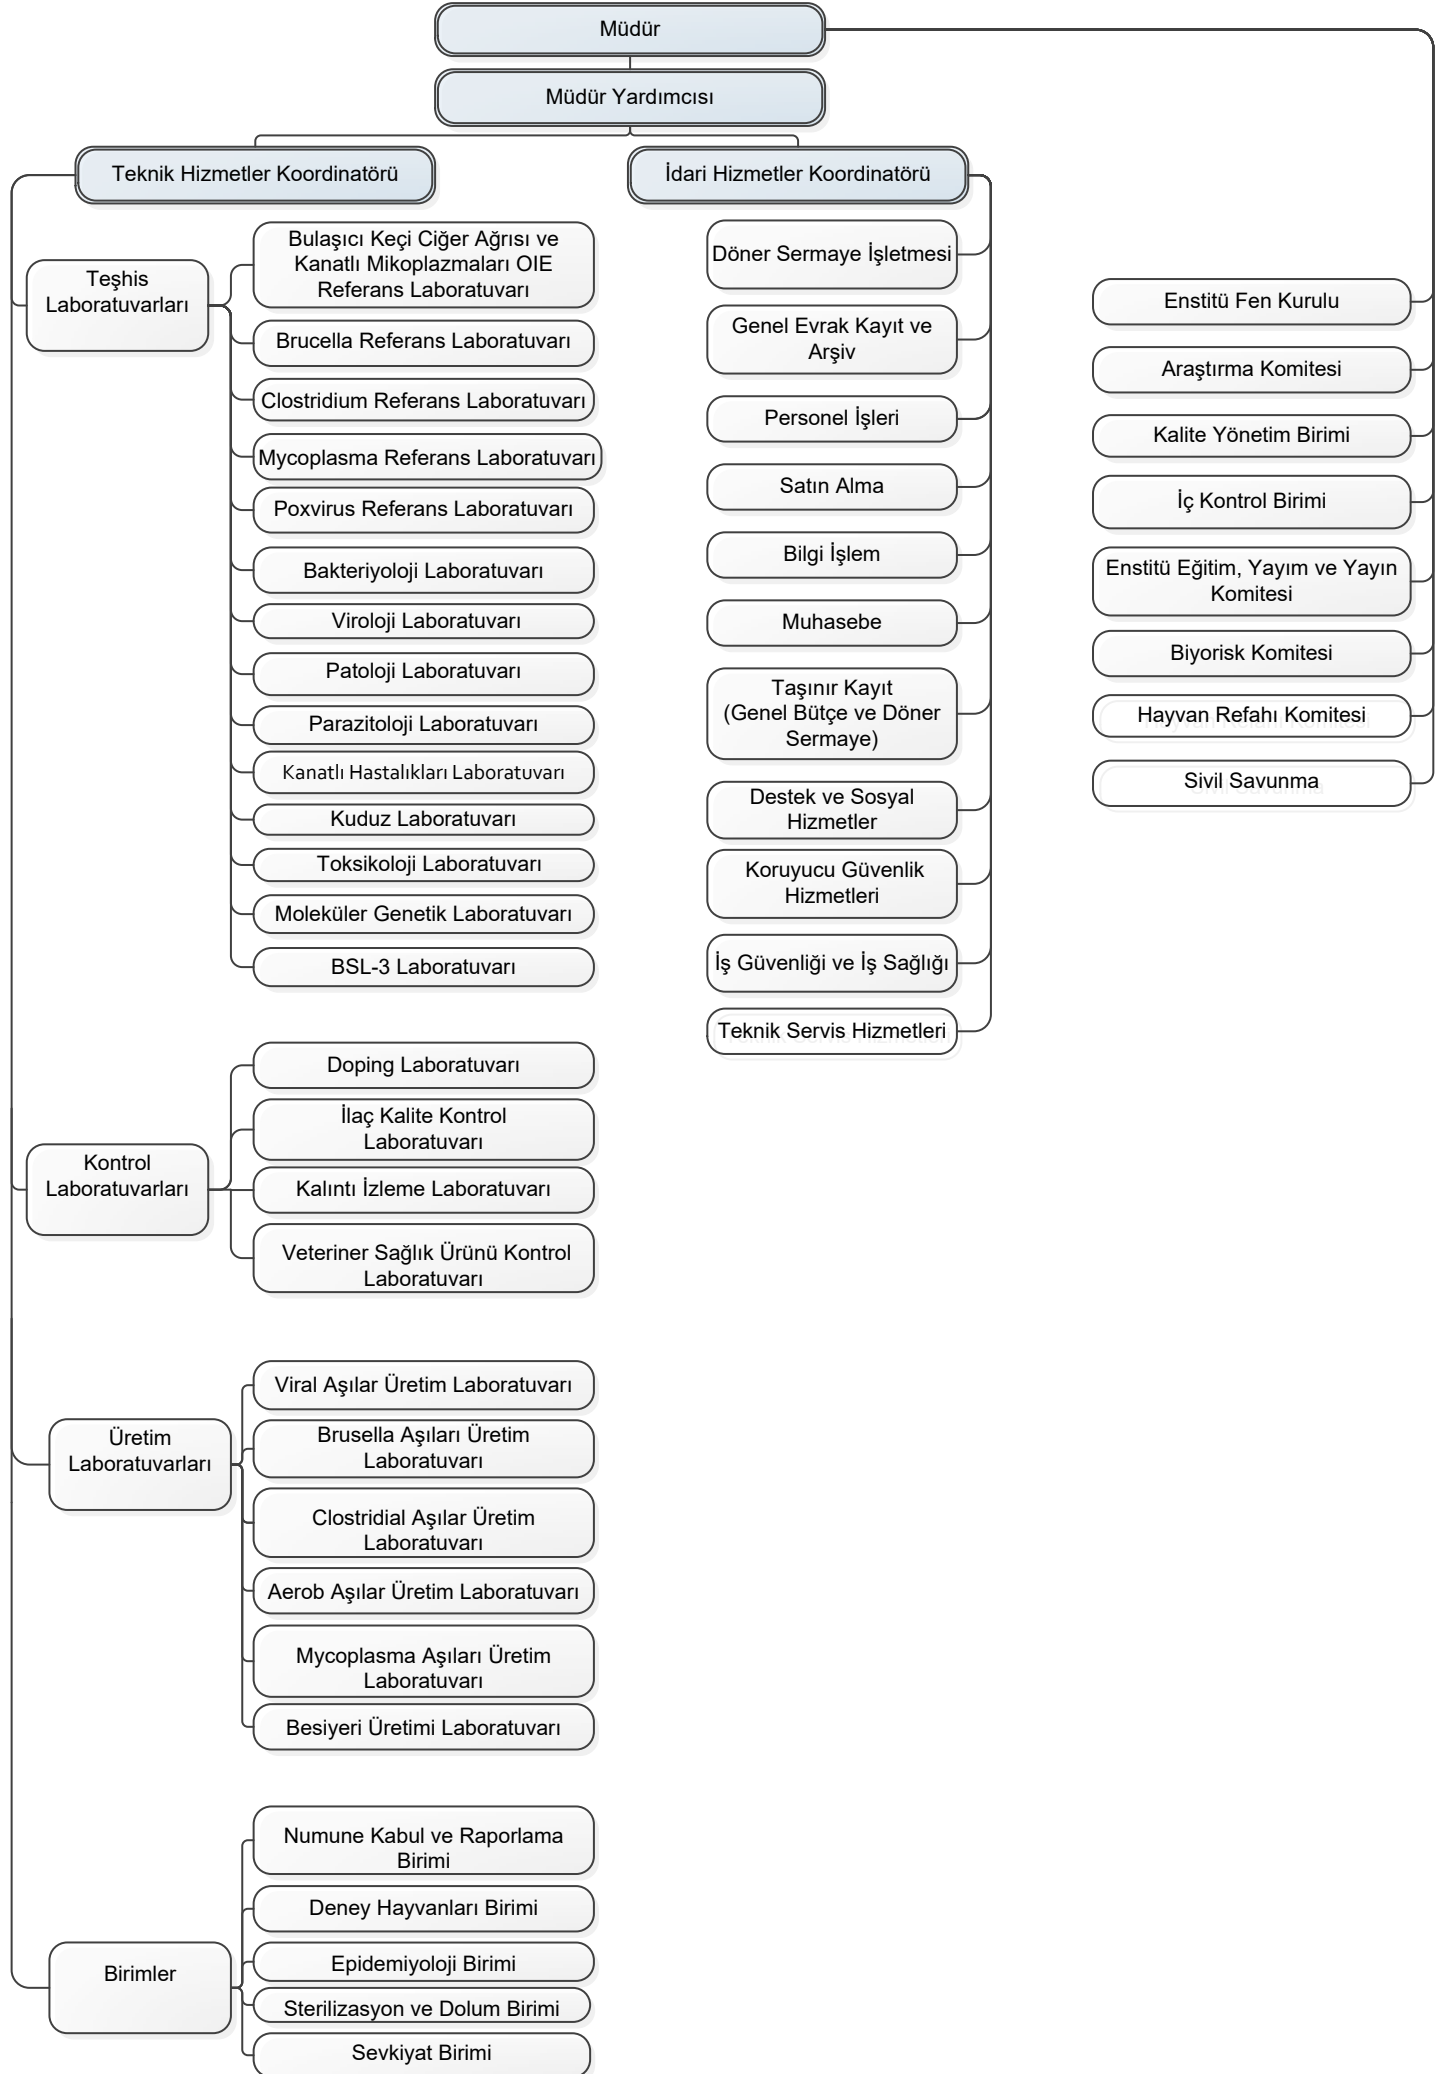 Müdür
Müdür Yardımcısı
Teknik Hizmetler Koordinatörü
İdari Hizmetler Koordinatörü
Teşhis
Laboratuvarları
Bulaşıcı Keçi Ciğer Ağrısı ve
Kanatlı Mikoplazmaları OIE
Referans Laboratuvarı
Brucella Referans Laboratuvarı
Clostridium Referans Laboratuvarı
Mycoplasma Referans Laboratuvarı
Poxvirus Referans Laboratuvarı
Bakteriyoloji Laboratuvarı
Viroloji Laboratuvarı
Patoloji Laboratuvarı
Parazitoloji Laboratuvarı
Kanatlı Hastalıkları Laboratuvarı
Kuduz Laboratuvarı
Toksikoloji Laboratuvarı
Moleküler Genetik Laboratuvarı
BSL-3 Laboratuvarı
Kontrol
Laboratuvarları
Doping Laboratuvarı
İlaç Kalite Kontrol
Laboratuvarı
Kalıntı İzleme Laboratuvarı
Veteriner Sağlık Ürünü Kontrol
Laboratuvarı
Üretim
Laboratuvarları
Viral Aşılar Üretim Laboratuvarı
Brusella Aşıları Üretim
Laboratuvarı
Clostridial Aşılar Üretim
Laboratuvarı
Aerob Aşılar Üretim Laboratuvarı
Mycoplasma Aşıları Üretim
Laboratuvarı
Besiyeri Üretimi Laboratuvarı
Birimler
Numune Kabul ve Raporlama
Birimi
Deney Hayvanları Birimi
Epidemiyoloji Birimi
Sterilizasyon ve Dolum Birimi
Sevkiyat Birimi
Döner Sermaye İşletmesi
Genel Evrak Kayıt ve
Arşiv
Personel İşleri
Satın Alma
Bilgi İşlem
Muhasebe
Taşınır Kayıt
(Genel Bütçe ve Döner
Sermaye)
Destek ve Sosyal
Hizmetler
Koruyucu Güvenlik
Hizmetleri
İş Güvenliği ve İş Sağlığı
Teknik Servis Hizmetleri
Enstitü Fen Kurulu
Araştırma Komitesi
Kalite Yönetim Birimi
İç Kontrol Birimi
Enstitü Eğitim, Yayım ve Yayın
Komitesi
Biyorisk Komitesi
Hayvan Refahı Komitesi
Sivil Savunma